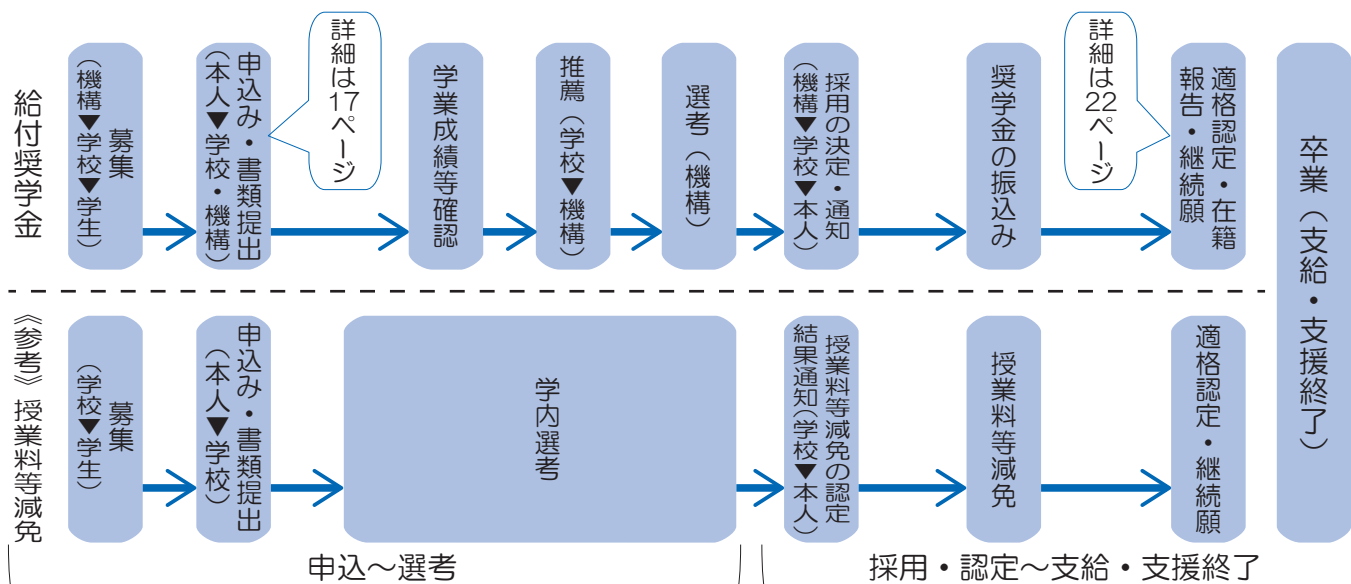 給付奨学金
募集
（機構▼学校▼学生）
申込み・書類提出
（本人▼学校・機構）
詳細は17ページ
学業成績等確認
推薦（学校▼機構）
選考（機構）
採用の決定・通知
（機構▼学校▼本人）
奨学金の振込み
詳細は22ページ
適格認定・在籍
報告・継続願
卒業（支給・支援終了）
《参考》授業料等減免
募集
（学校▼学生）
申込み・書類提出
（本人▼学校）
学内選考
授業料等減免の認定
結果通知（学校▼本人）
授業料等減免
適格認定・継続願
申込～選考
採用・認定～支給・支援終了